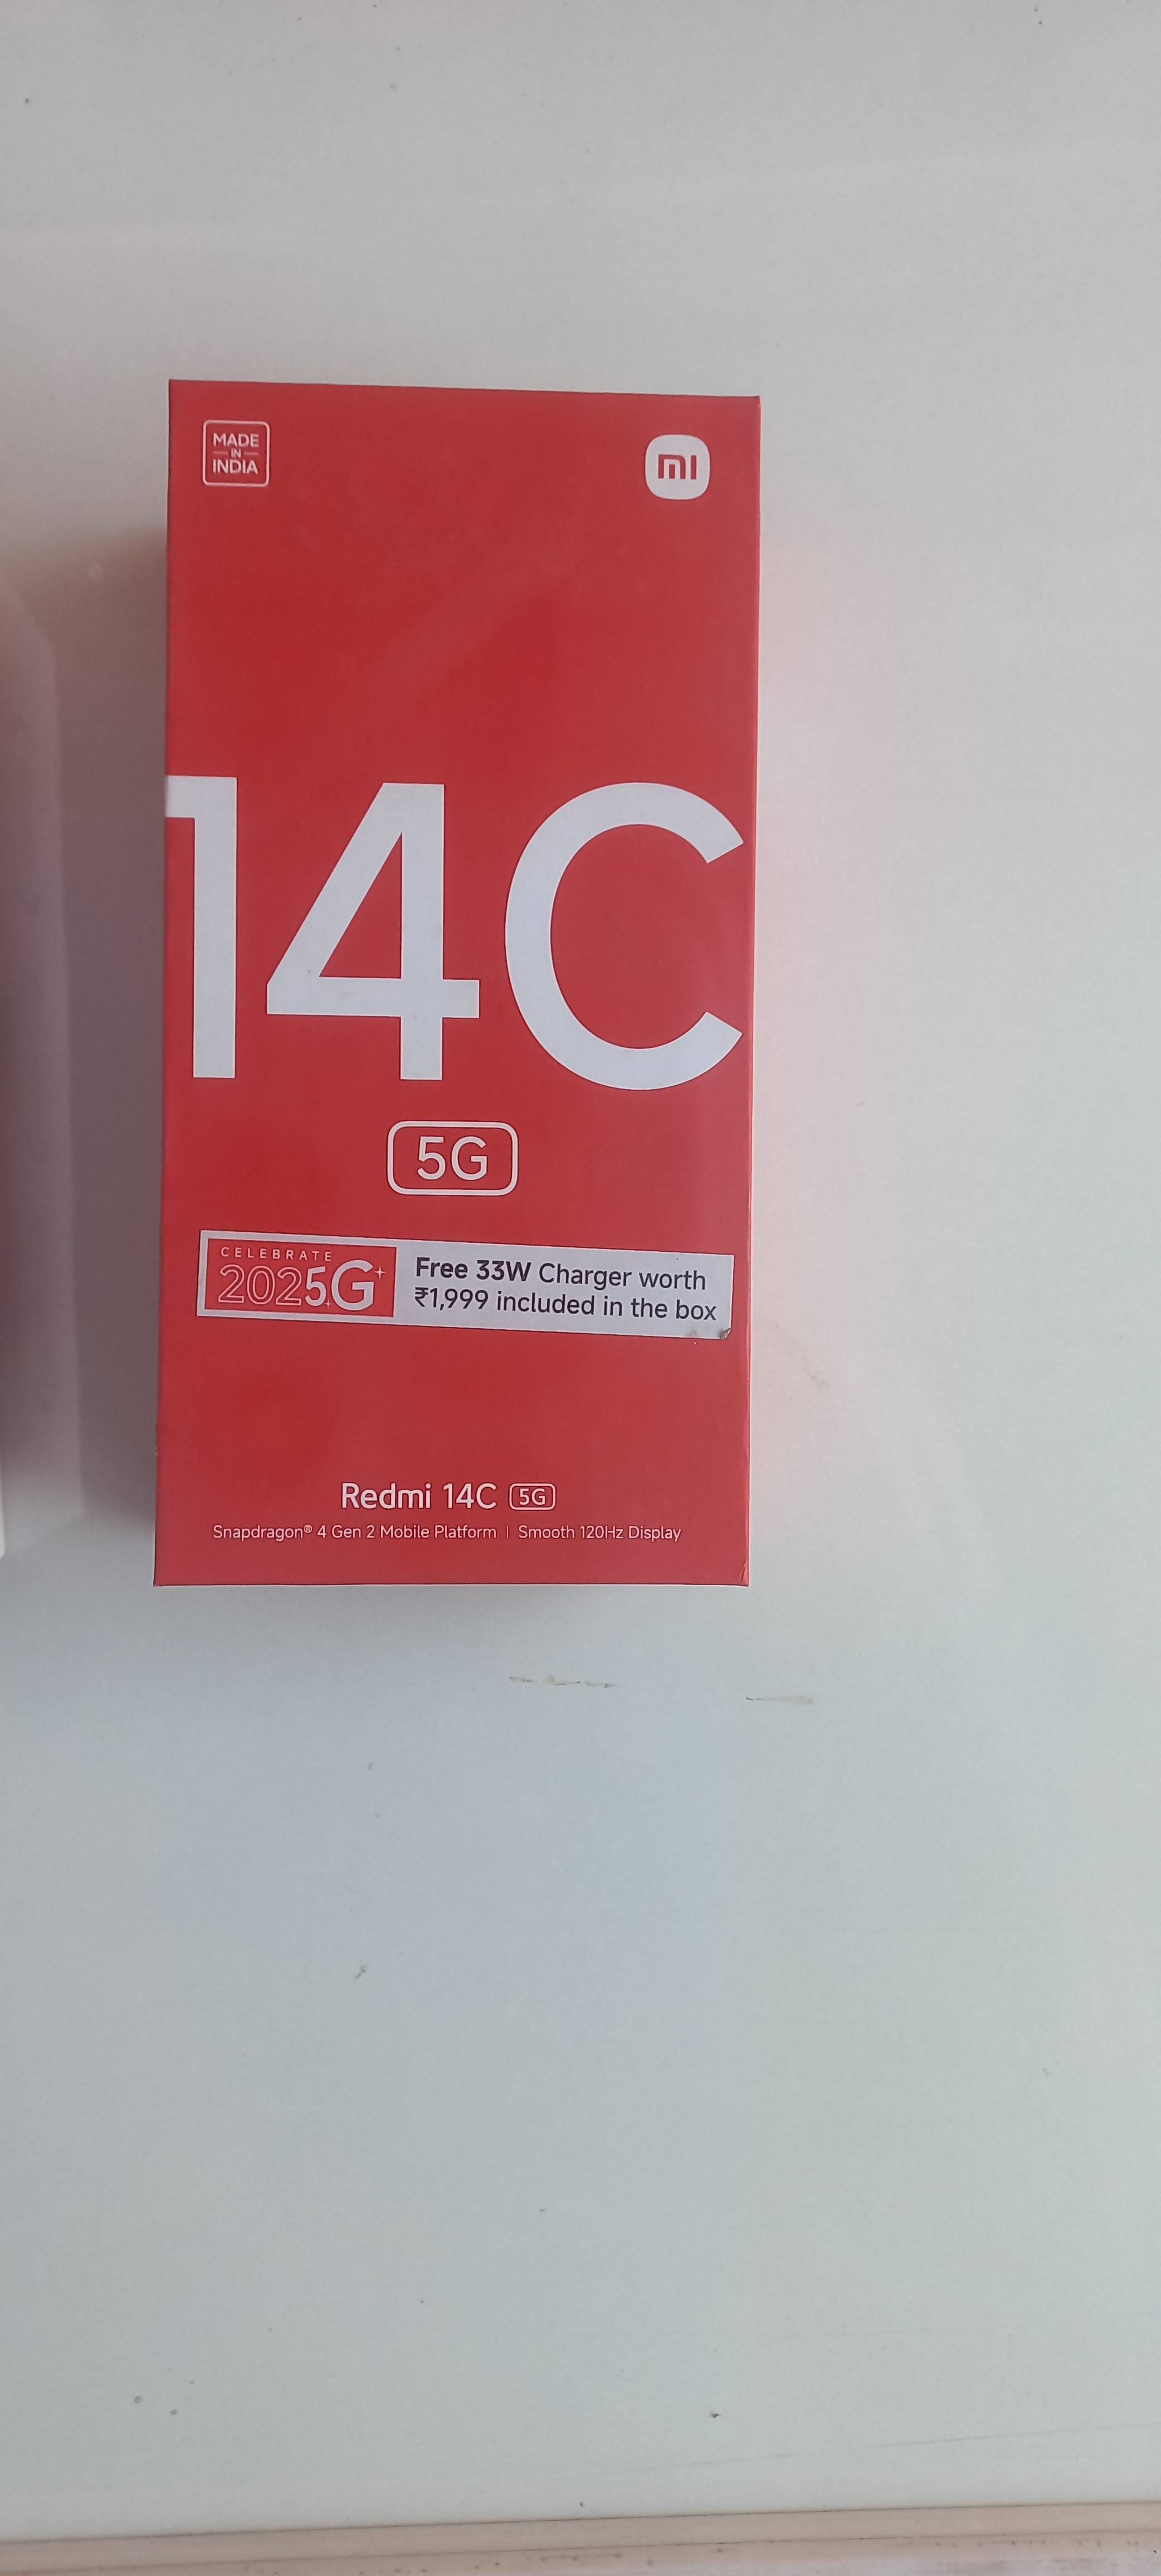 MADE
IN
INDIA
mi
14C
5G
CELEBRATE
2025G
Free 33W Charger worth
₹1,999 included in the box
Redmi 14C 5G
Snapdragon® 4 Gen 2 Mobile Platform | Smooth 120Hz Display